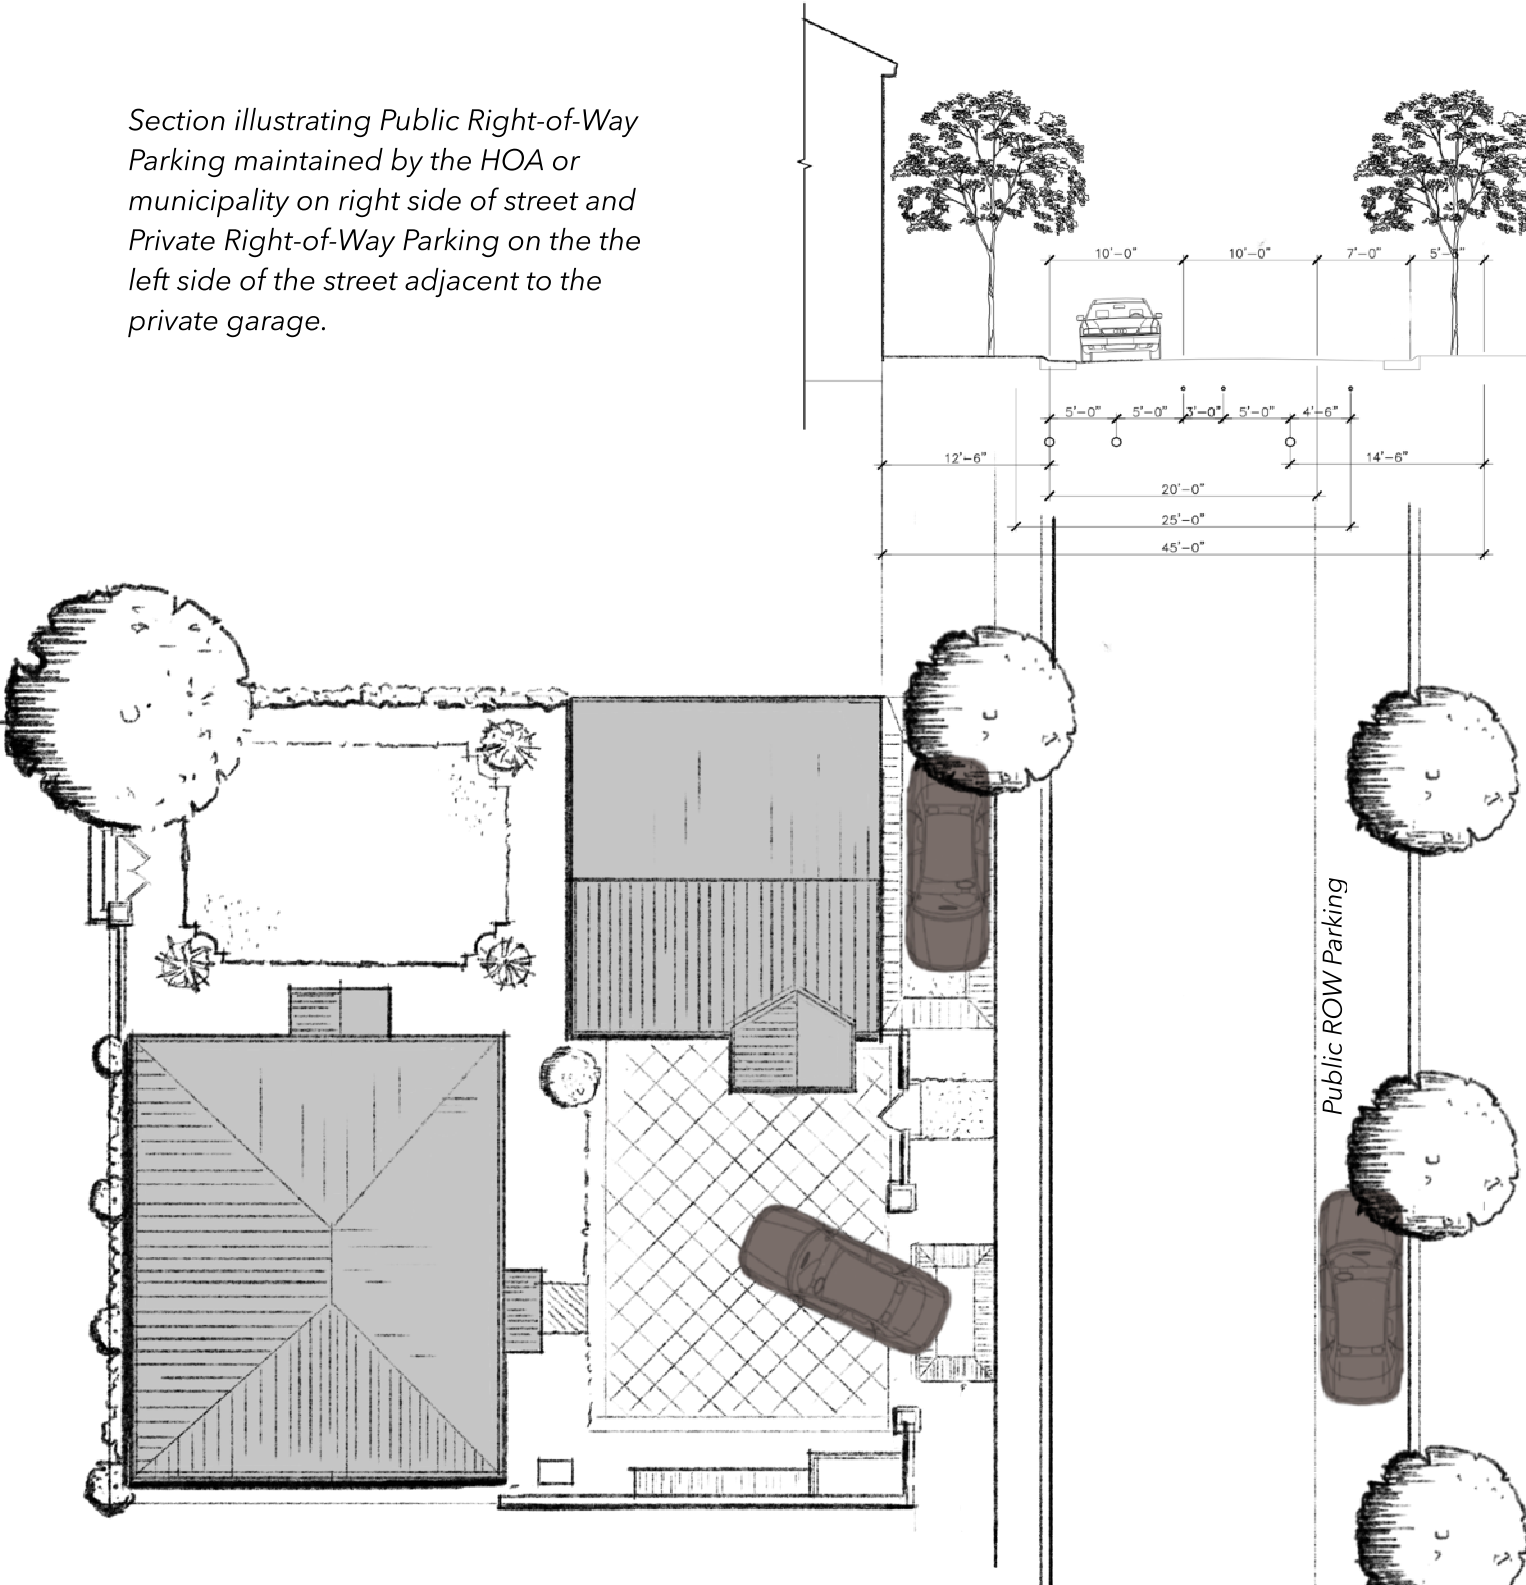 Section illustrating Public Right-of-Way
Parking maintained by the HOA or
municipality on right side of street and
Private Right-of-Way Parking on the the
left side of the street adjacent to the
private garage.
10'-0" 10'-0" 7'-0"
5'-0" 5'-0" 3'-0" 5'-0" 4'-6"
12'-6" 14'-6"
20'-0"
25'-0"
45'-0"
Public ROW Parking